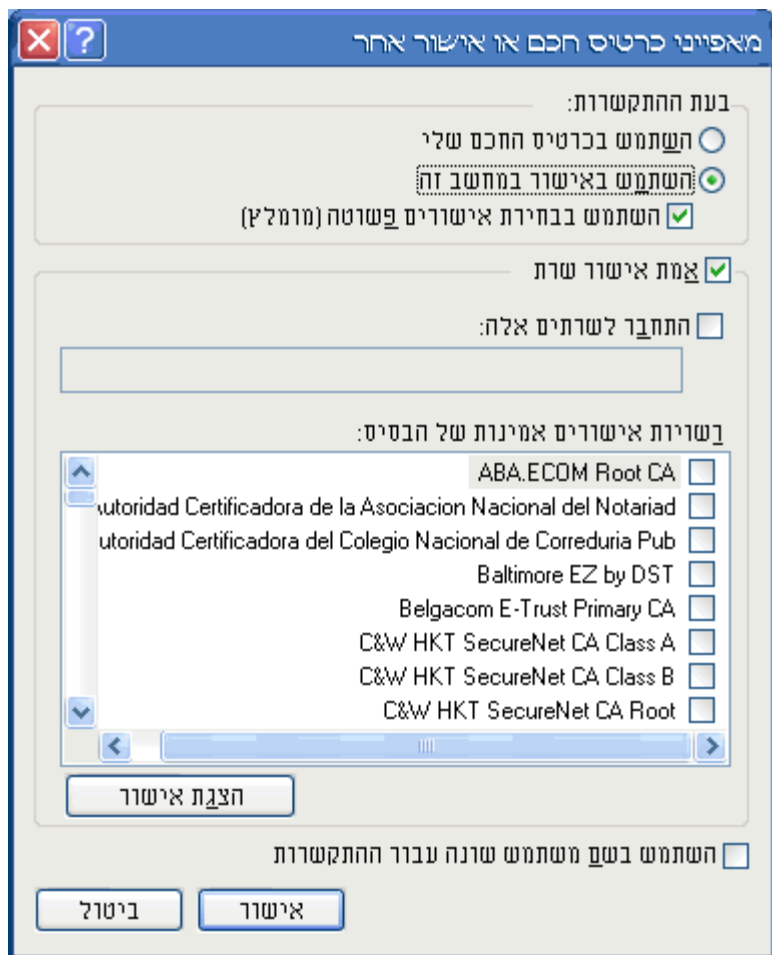 מאפייני כרטיס חכם או אישור אחר
בעת ההתקשרות:
השתמש בכרטיס החכם שלי
השתמש באישור במחשב זה
השתמש בבחירת אישורים פשוטה (מומלץ)
אמת אישור שרת
התחבר לשרתים אלה:
רשויות אישורים אמינות של הבסיס:
ABA.ECOM Root CA
utoridad Certificadora de la Asociacion Nacional del Notariad
utoridad Certificadora del Colegio Nacional de Correduria Pub
Baltimore EZ by DST
Belgacom E-Trust Primary CA
C&W HKT SecureNet CA Class A
C&W HKT SecureNet CA Class B
C&W HKT SecureNet CA Root
הצגת אישור
השתמש בשם משתמש שונה עבור ההתקשרות
אישור
ביטול